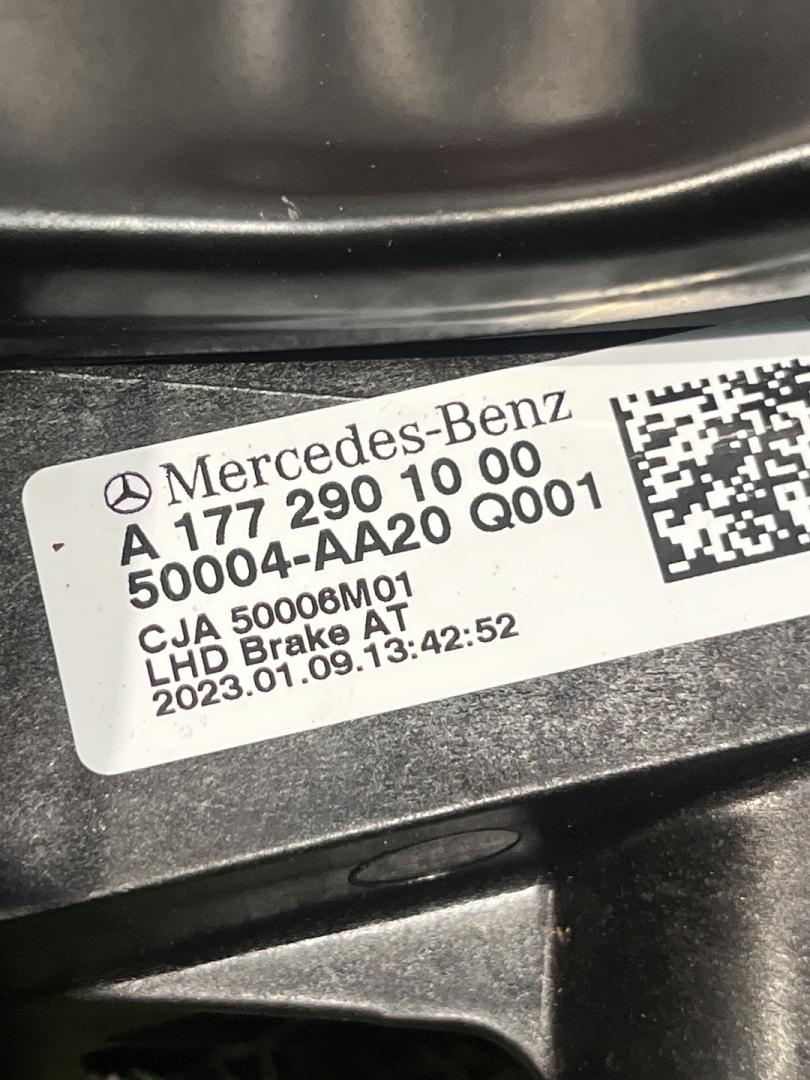 Mercedes-Benz
A 177 290 10 00
50004-AA20 Q001
CJA 50006M01
LHD Brake AT
2023.01.09.13:42:52